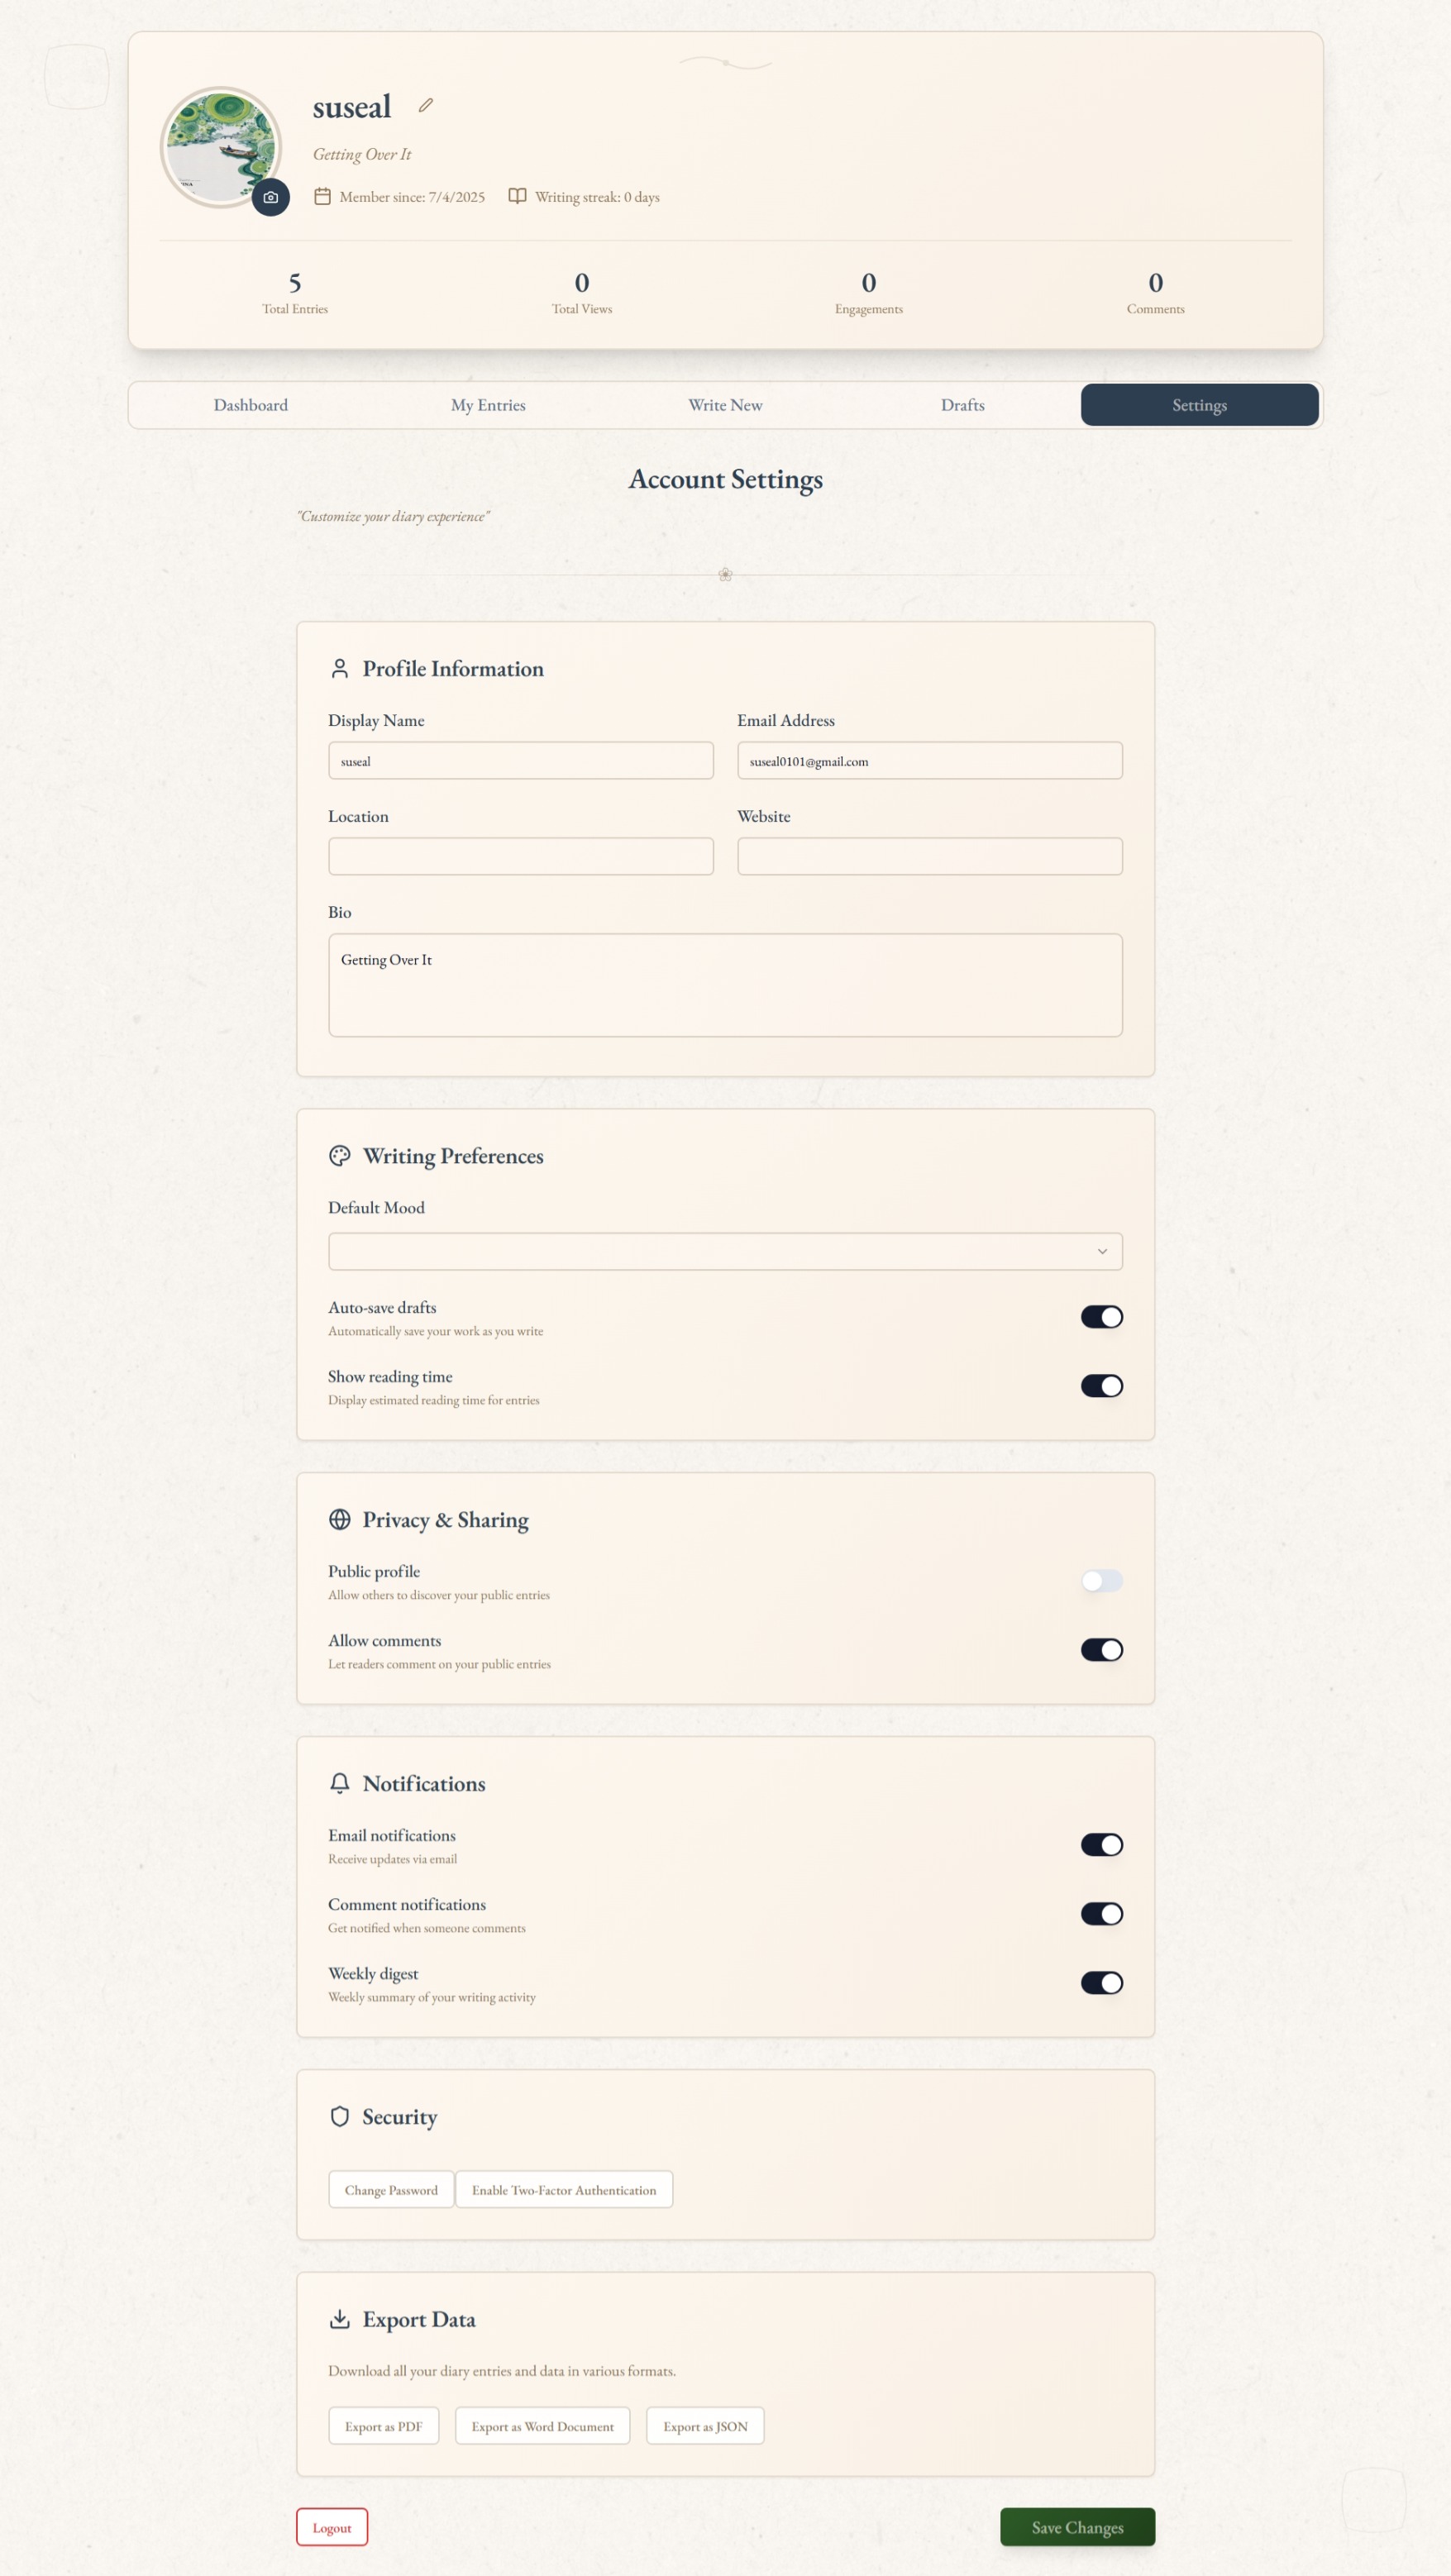 suseal
Getting Over It
Member since: 7/4/2025 Writing streak: 0 days
5 0 0 0
Total Entries Total Views Engagements Comments
Dashboard My Entries Write New Drafts Settings
Account Settings
"Customize your diary experience"
Profile Information
Display Name Email Address
suseal suseal0101@gmail.com
Location Website
Bio
Getting Over It
Writing Preferences
Default Mood
Auto-save drafts
Automatically save your work as you write
Show reading time
Display estimated reading time for entries
Privacy & Sharing
Public profile
Allow others to discover your public entries
Allow comments
Let readers comment on your public entries
Notifications
Email notifications
Receive updates via email
Comment notifications
Get notified when someone comments
Weekly digest
Weekly summary of your writing activity
Security
Change Password Enable Two-Factor Authentication
Export Data
Download all your diary entries and data in various formats.
Export as PDF Export as Word Document Export as JSON
Logout Save Changes